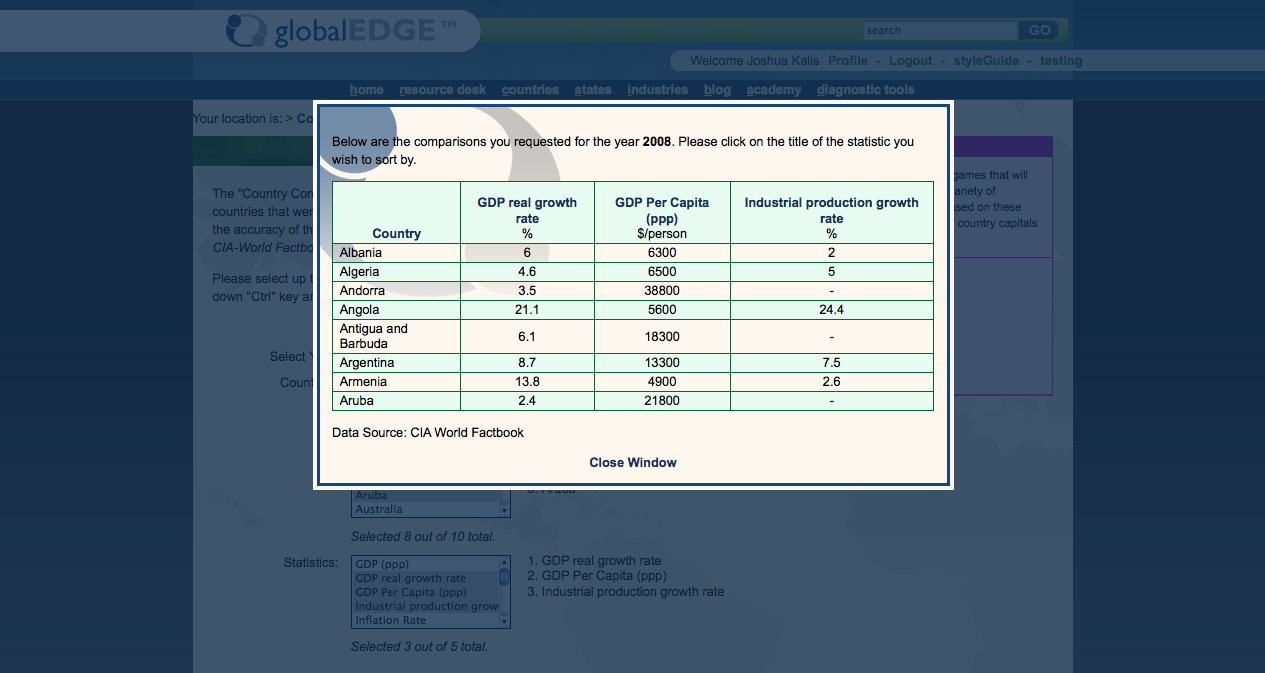 globalEDGE™
search GO
Welcome Joshua Kalis Profile - Logout - styleGuide - testing
home resource desk countries states industries blog academy diagnostic tools
Your location is: > Co
Below are the comparisons you requested for the year 2008. Please click on the title of the statistic you
wish to sort by.
Country GDP real growth rate % GDP Per Capita (ppp) $/person Industrial production growth rate %
Albania 6 6300 2
Algeria 4.6 6500 5
Andorra 3.5 38800 -
Angola 21.1 5600 24.4
Antigua and
Barbuda 6.1 18300 -
Argentina 8.7 13300 7.5
Armenia 13.8 4900 2.6
Aruba 2.4 21800 -
Data Source: CIA World Factbook
Close Window
The "Country Con
countries that wer
the accuracy of th
CIA-World Factbo
Please select up t
down "Ctrl" key ar
Select
Count
games that will
ariety of
sed on these
country capitals
Aruba
Australia
Selected 8 out of 10 total.
Statistics:
GDP (ppp)
GDP real growth rate
GDP Per Capita (ppp)
Industrial production grow
Inflation Rate
1. GDP real growth rate
2. GDP Per Capita (ppp)
3. Industrial production growth rate
Selected 3 out of 5 total.